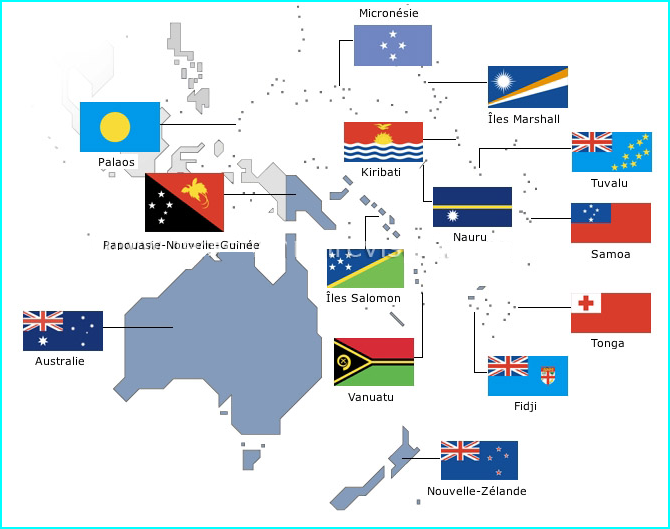 Micronésie
Îles Marshall
Palaos
Kiribati
Tuvalu
Nauru
Samoa
Papouasie-Nouvelle-Guinée
Îles Salomon
Tonga
Australie
Vanuatu
Fidji
Nouvelle-Zélande